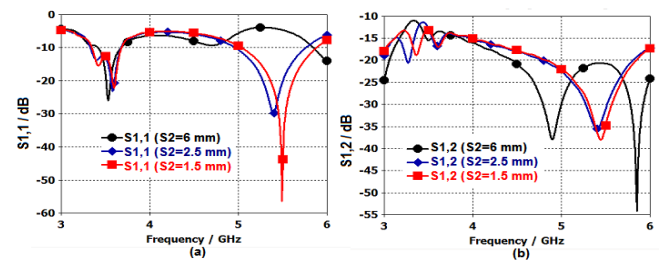 0
-10
-20
-30
-40
-50
-60
S1,1 / dB
S1,1 (S2=6 mm)
S1,1 (S2=2.5 mm)
S1,1 (S2=1.5 mm)
3
4
5
6
Frequency / GHz
(a)
-10
-15
-20
-25
-30
-35
-40
-45
-50
-55
S1,2 / dB
S1,2 (S2=6 mm)
S1,2 (S2=2.5 mm)
S1,2 (S2=1.5 mm)
3
4
5
6
Frequency / GHz
(b)